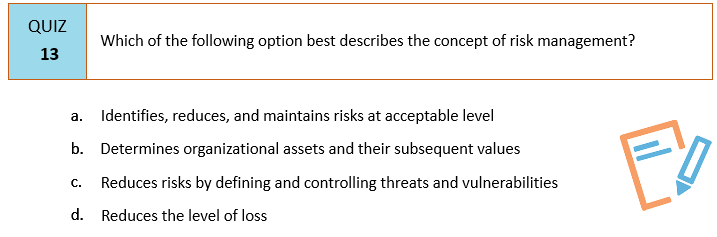 QUIZ
13
Which of the following option best describes the concept of risk management?
a. Identifies, reduces, and maintains risks at acceptable level
b. Determines organizational assets and their subsequent values
c. Reduces risks by defining and controlling threats and vulnerabilities
d. Reduces the level of loss